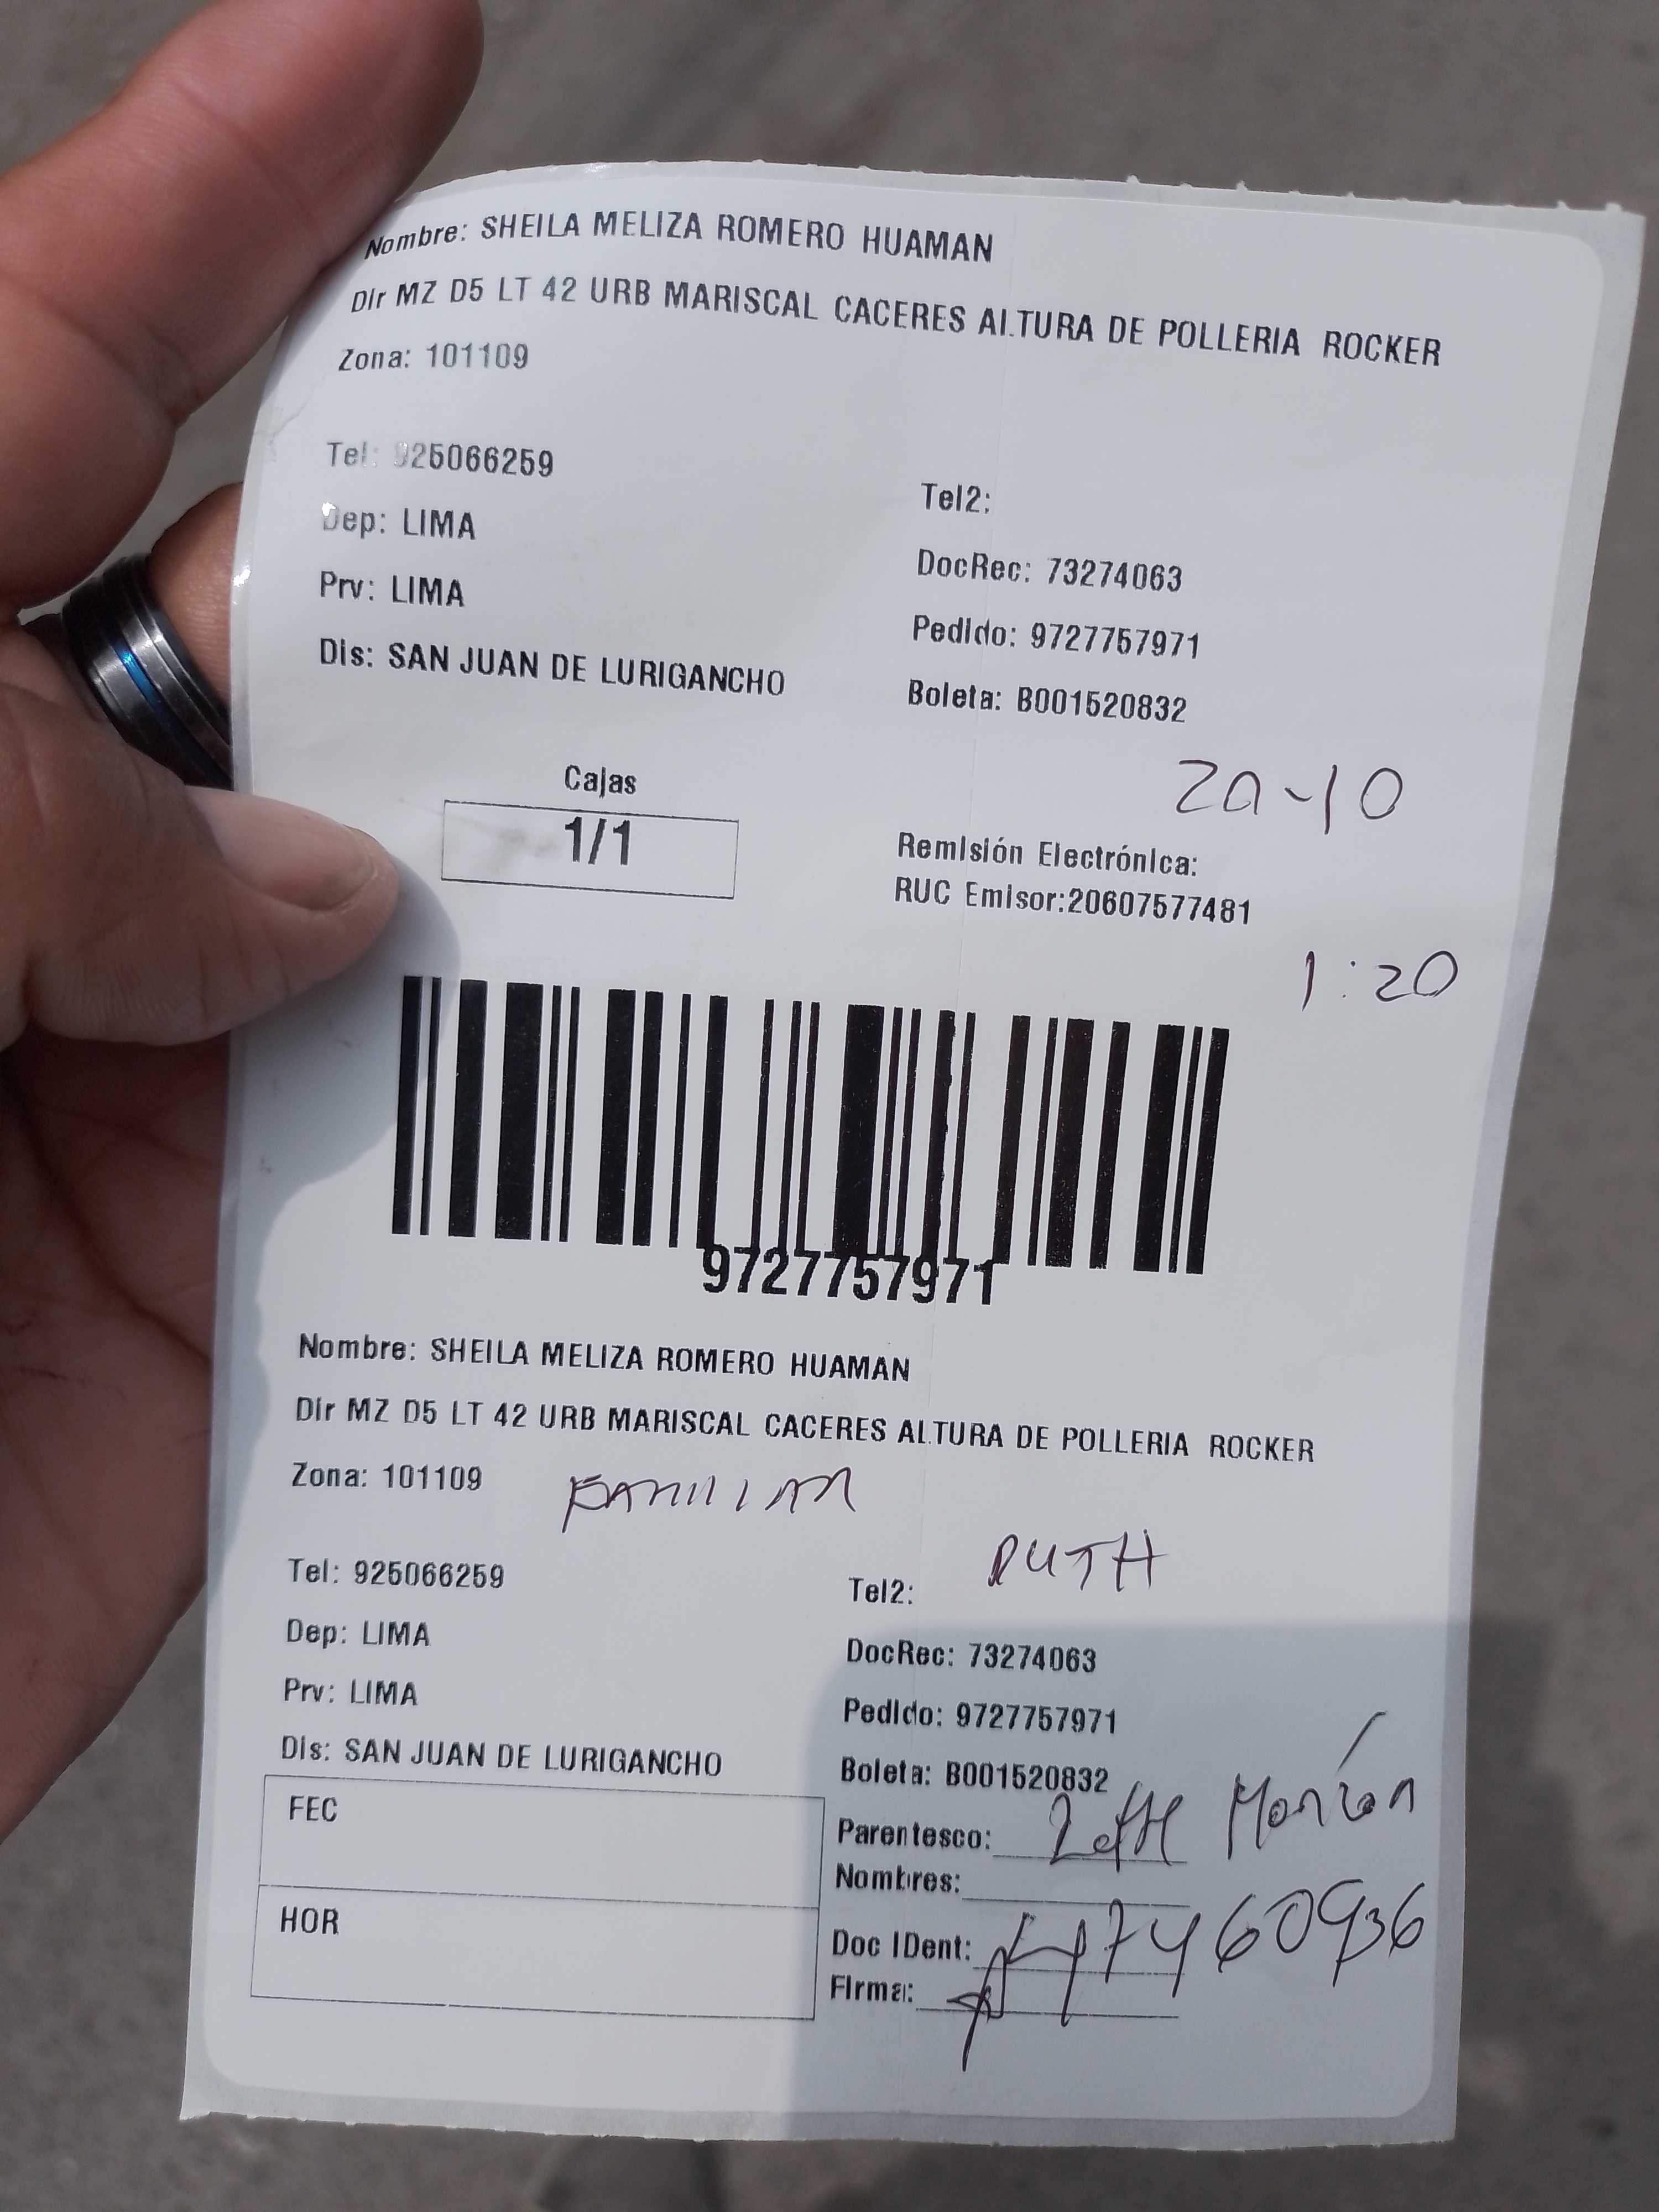 Nombre: SHEILA MELIZA ROMERO HUAMAN
Dir MZ D5 LT 42 URB MARISCAL CACERES ALTURA DE POLLERIA ROCKER
Zona: 101109
Tel: 925066259
Tel2:
Dep: LIMA
DocRec: 73274063
Prv: LIMA
Pedido: 9727757971
Dis: SAN JUAN DE LURIGANCHO
Boleta: B001520832
20-10
Cajas
1/1
Remisión Electrónica:
RUC Emisor:20607577481
1:20
9727757971
Nombre: SHEILA MELIZA ROMERO HUAMAN
Dir MZ D5 LT 42 URB MARISCAL CACERES ALTURA DE POLLERIA ROCKER
Zona: 101109
FAMILIAR
RUTH
Tel: 925066259
Tel2:
Dep: LIMA
DocRec: 73274063
Prv: LIMA
Pedido: 9727757971
Dis: SAN JUAN DE LURIGANCHO
Boleta: B001520832
FEC
Parentesco:
Nombres:
HOR
Doc IDent: 47460936
Firma: